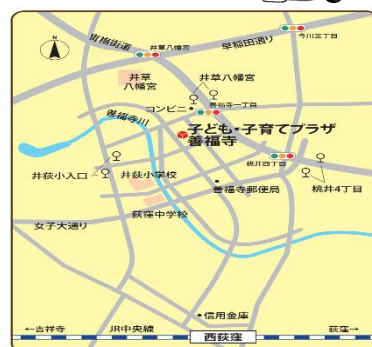 N
青梅街道
井草八幡宮
早稲田通り
今川三丁目
井草
八幡宮
井草八幡宮
コンビニ
善福寺一丁目
善福寺川
子ども・子育てプラザ
善福寺
桃井四丁目
井荻小入口
井荻小学校
善福寺郵便局
桃井4丁目
荻窪中学校
女子大通り
信用金庫
←吉祥寺
JR中央線
西荻窪
荻窪→